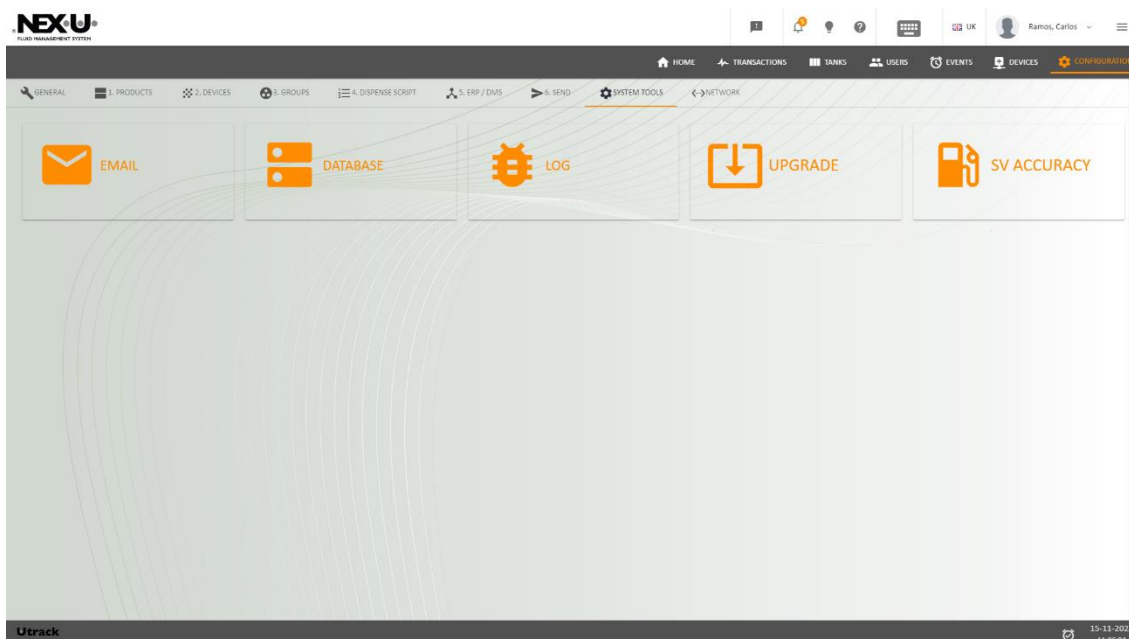 NEX·U·
FLUID MANAGEMENT SYSTEM
5
UK
Ramos, Carlos
HOME TRANSACTIONS TANKS USERS EVENTS DEVICES CONFIGURATION
GENERAL 1. PRODUCTS 2. DEVICES 3. GROUPS 4. DISPENSE SCRIPT 5. ERP / DMS 6. SEND SYSTEM TOOLS NETWORK
EMAIL DATABASE LOG UPGRADE SV ACCURACY
Utrack
15-11-202